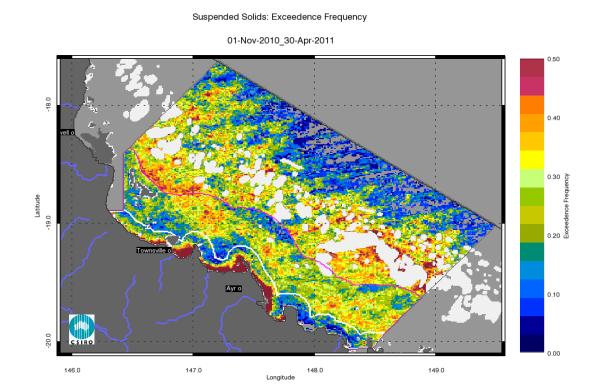 Suspended Solids: Exceedence Frequency
01-Nov-2010_30-Apr-2011
0.50
0.40
0.30
0.20
0.10
0.00
Exceedence Frequency
-18.0
-19.0
-20.0
Latitude
well o
Townsville o
Ayr o
CSIRO
146.0 147.0 148.0 149.0
Longitude